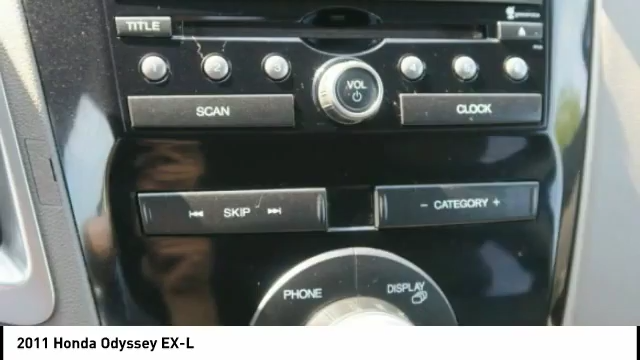 TITLE
1 2 3 VOL 4 5 6
SCAN CLOCK
SKIP - CATEGORY +
PHONE DISPLAY
2011 Honda Odyssey EX-L